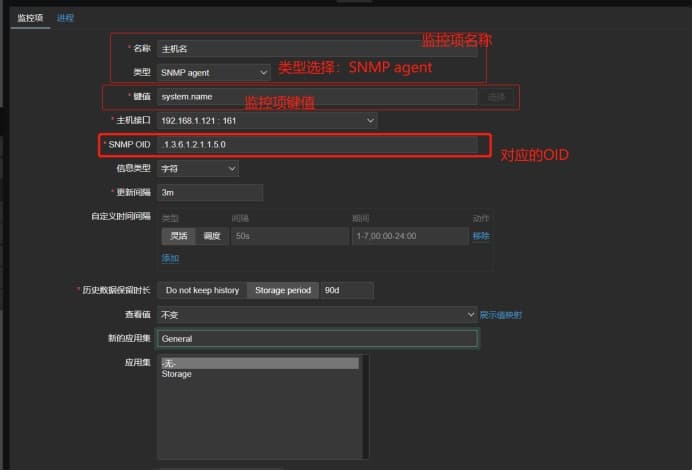 监控项 进程
监控项名称
* 名称 主机名
类型 SNMP agent 类型选择：SNMP agent
* 键值 system.name 选择
监控项键值
* 主机接口 192.168.1.121 : 161
* SNMP OID .1.3.6.1.2.1.1.5.0
对应的OID
信息类型 字符
* 更新间隔 3m
自定义时间间隔 类型 间隔 期间 动作
灵活 调度 50s 1-7,00:00-24:00 移除
添加
* 历史数据保留时长 Do not keep history Storage period 90d
查看值 不变 展示值映射
新的应用集 General
应用集 -无-
Storage